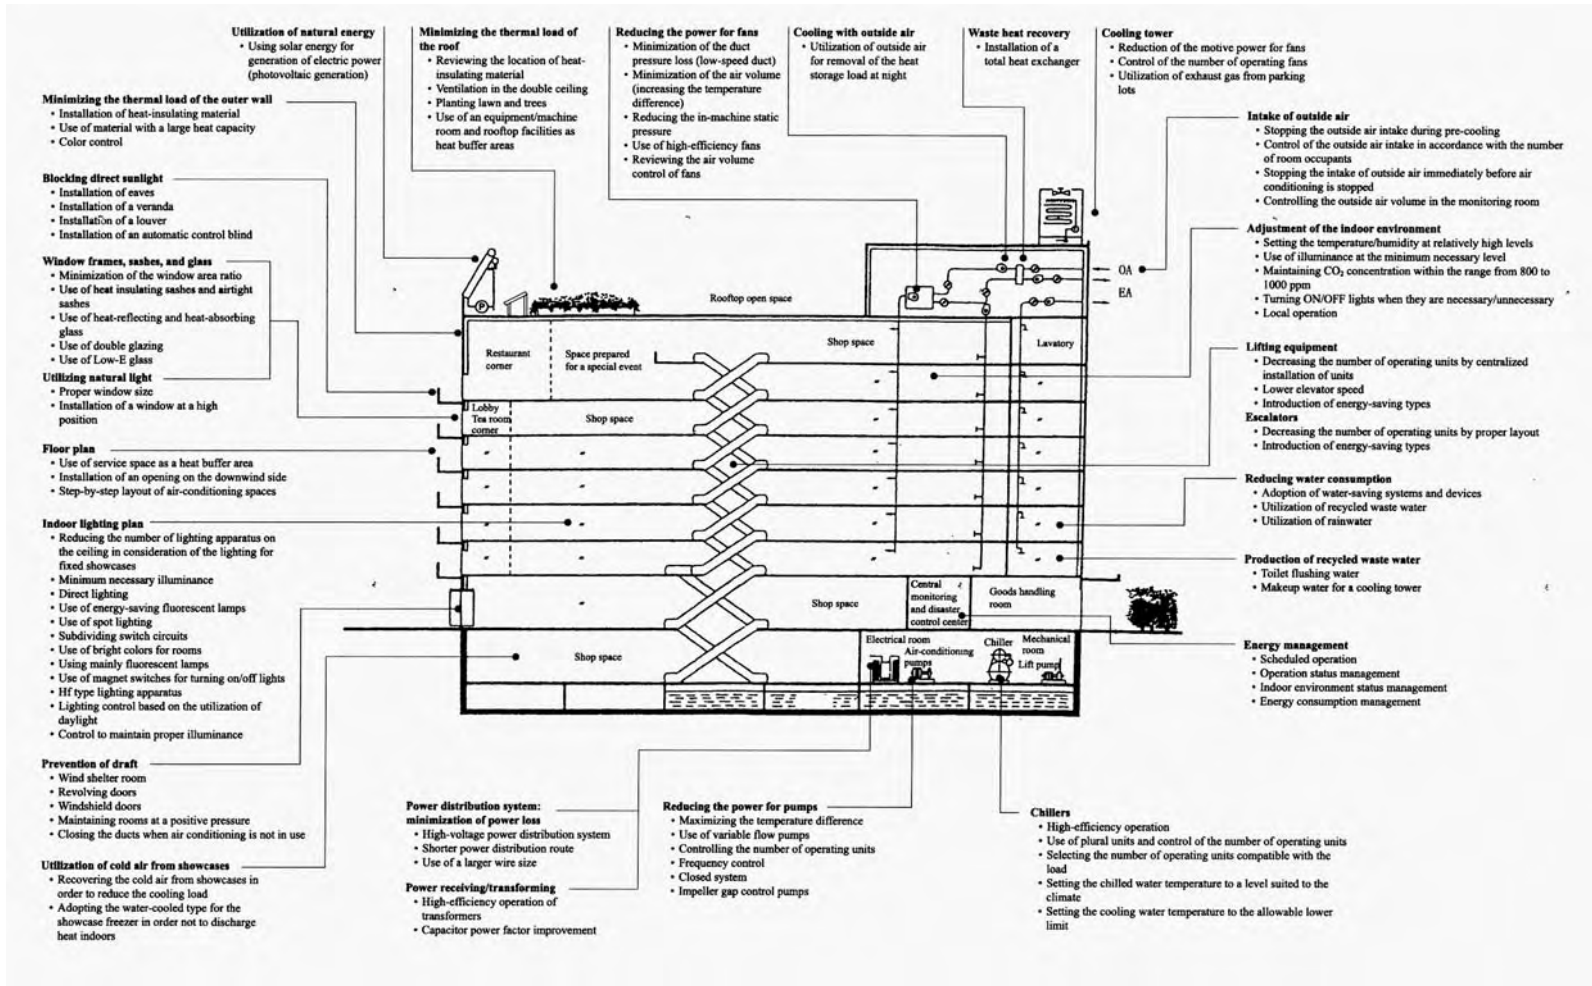 Utilization of natural energy
• Using solar energy for
generation of electric power
(photovoltaic generation)
Minimizing the thermal load of
the roof
• Reviewing the location of heat-
insulating material
• Ventilation in the double ceiling
• Planting lawn and trees
• Use of an equipment/machine
room and rooftop facilities as
heat buffer areas
Reducing the power for fans
• Minimization of the duct
pressure loss (low-speed duct)
• Minimization of the air volume
(increasing the temperature
difference)
• Reducing the in-machine static
pressure
• Use of high-efficiency fans
• Reviewing the air volume
control of fans
Cooling with outside air
• Utilization of outside air
for removal of the heat
storage load at night
Waste heat recovery
• Installation of a
total heat exchanger
Cooling tower
• Reduction of the motive power for fans
• Control of the number of operating fans
• Utilization of exhaust gas from parking
lots
Minimizing the thermal load of the outer wall
• Installation of heat-insulating material
• Use of material with a large heat capacity
• Color control
Blocking direct sunlight
• Installation of eaves
• Installation of a veranda
• Installation of a louver
• Installation of an automatic control blind
Window frames, sashes, and glass
• Minimization of the window area ratio
• Use of heat insulating sashes and airtight
sashes
• Use of heat-reflecting and heat-absorbing
glass
• Use of double glazing
• Use of Low-E glass
Utilizing natural light
• Proper window size
• Installation of a window at a high
position
Floor plan
• Use of service space as a heat buffer area
• Installation of an opening on the downwind side
• Step-by-step layout of air-conditioning spaces
Indoor lighting plan
• Reducing the number of lighting apparatus on
the ceiling in consideration of the lighting for
fixed showcases
• Minimum necessary illuminance
• Direct lighting
• Use of energy-saving fluorescent lamps
• Use of spot lighting
• Subdividing switch circuits
• Use of bright colors for rooms
• Using mainly fluorescent lamps
• Use of magnet switches for turning on/off lights
• Hf type lighting apparatus
• Lighting control based on the utilization of
daylight
• Control to maintain proper illuminance
Prevention of draft
• Wind shelter room
• Revolving doors
• Windshield doors
• Maintaining rooms at a positive pressure
• Closing the ducts when air conditioning is not in use
Utilization of cold air from showcases
• Recovering the cold air from showcases in
order to reduce the cooling load
• Adopting the water-cooled type for the
showcase freezer in order not to discharge
heat indoors
P
Rooftop open space
OA
EA
Restaurant
corner
Space prepared
for a special event
Shop space
Lavatory
Lobby
Tea room
corner
Shop space
Shop space
Central
monitoring
and disaster
control center
Goods handling
room
Shop space
Electrical room
Air-conditioning
pumps
Chiller
Mechanical
room
Lift pump
Intake of outside air
• Stopping the outside air intake during pre-cooling
• Control of the outside air intake in accordance with the number
of room occupants
• Stopping the intake of outside air immediately before air
conditioning is stopped
• Controlling the outside air volume in the monitoring room
Adjustment of the indoor environment
• Setting the temperature/humidity at relatively high levels
• Use of illuminance at the minimum necessary level
• Maintaining CO₂ concentration within the range from 800 to
1000 ppm
• Turning ON/OFF lights when they are necessary/unnecessary
• Local operation
Lifting equipment
• Decreasing the number of operating units by centralized
installation of units
• Lower elevator speed
• Introduction of energy-saving types
Escalators
• Decreasing the number of operating units by proper layout
• Introduction of energy-saving types
Reducing water consumption
• Adoption of water-saving systems and devices
• Utilization of recycled waste water
• Utilization of rainwater
Production of recycled waste water
• Toilet flushing water
• Makeup water for a cooling tower
Energy management
• Scheduled operation
• Operation status management
• Indoor environment status management
• Energy consumption management
Power distribution system:
minimization of power loss
• High-voltage power distribution system
• Shorter power distribution route
• Use of a larger wire size
Power receiving/transforming
• High-efficiency operation of
transformers
• Capacitor power factor improvement
Reducing the power for pumps
• Maximizing the temperature difference
• Use of variable flow pumps
• Controlling the number of operating units
• Frequency control
• Closed system
• Impeller gap control pumps
Chillers
• High-efficiency operation
• Use of plural units and control of the number of operating units
• Selecting the number of operating units compatible with the
load
• Setting the chilled water temperature to a level suited to the
climate
• Setting the cooling water temperature to the allowable lower
limit